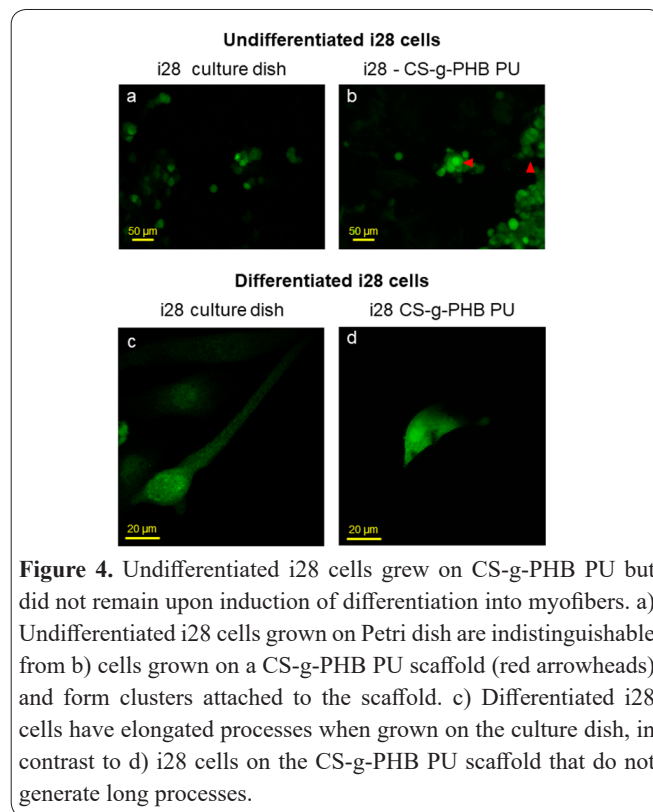 Undifferentiated i28 cells
i28 culture dish
i28 - CS-g-PHB PU
a
b
50 µm
50 µm
Differentiated i28 cells
i28 culture dish
i28 CS-g-PHB PU
c
d
20 µm
20 µm
Figure 4. Undifferentiated i28 cells grew on CS-g-PHB PU but
did not remain upon induction of differentiation into myofibers. a)
Undifferentiated i28 cells grown on Petri dish are indistinguishable
from b) cells grown on a CS-g-PHB PU scaffold (red arrowheads)
and form clusters attached to the scaffold. c) Differentiated i28
cells have elongated processes when grown on the culture dish, in
contrast to d) i28 cells on the CS-g-PHB PU scaffold that do not
generate long processes.